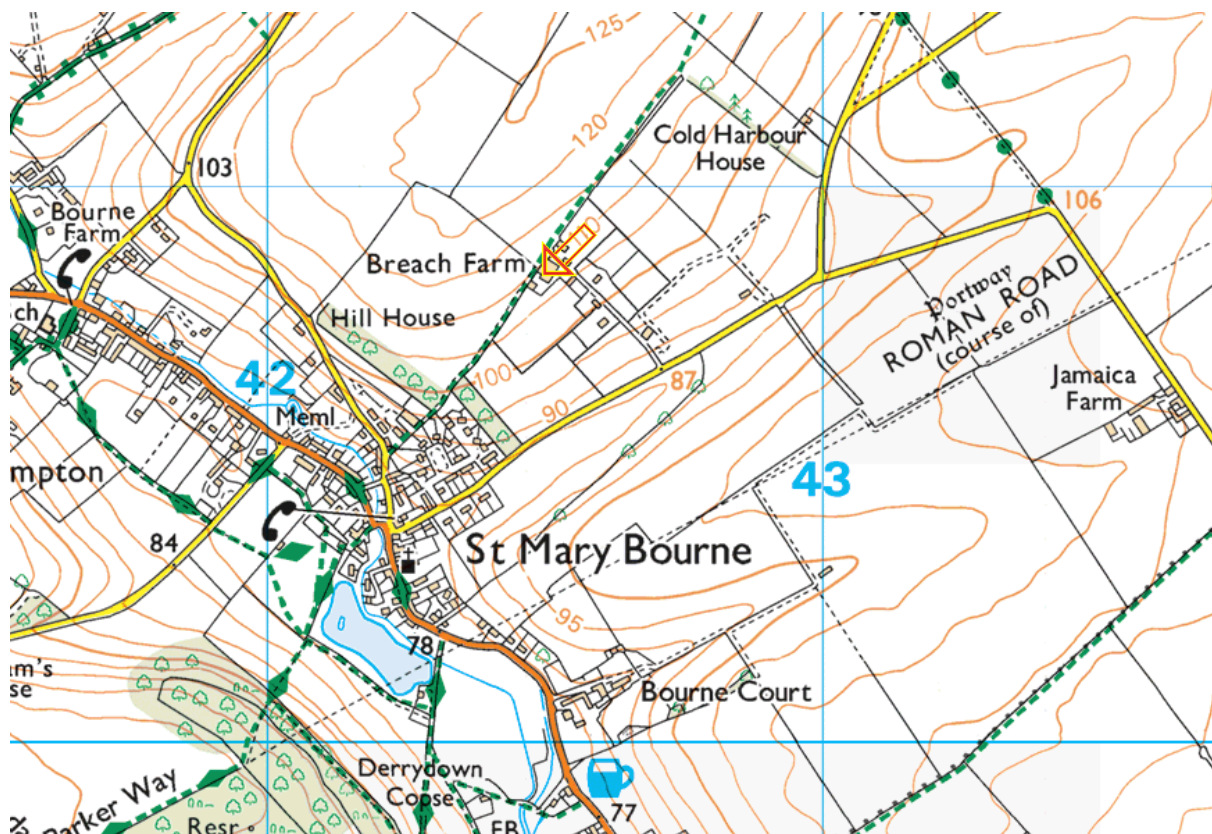 125
120
Cold Harbour
House
103
106
Bourne
Farm
Breach Farm
Portway
ROMAN ROAD
(course of)
ch
Hill House
42
100
87
Jamaica
Farm
Meml
90
mpton
43
84
St Mary Bourne
95
78
m's
se
Bourne Court
Derrydown
Copse
Parker Way
77
Resr
FB